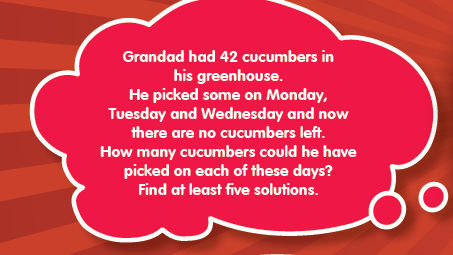 Grandad had 42 cucumbers in
his greenhouse.
He picked some on Monday,
Tuesday and Wednesday and now
there are no cucumbers left.
How many cucumbers could he have
picked on each of these days?
Find at least five solutions.